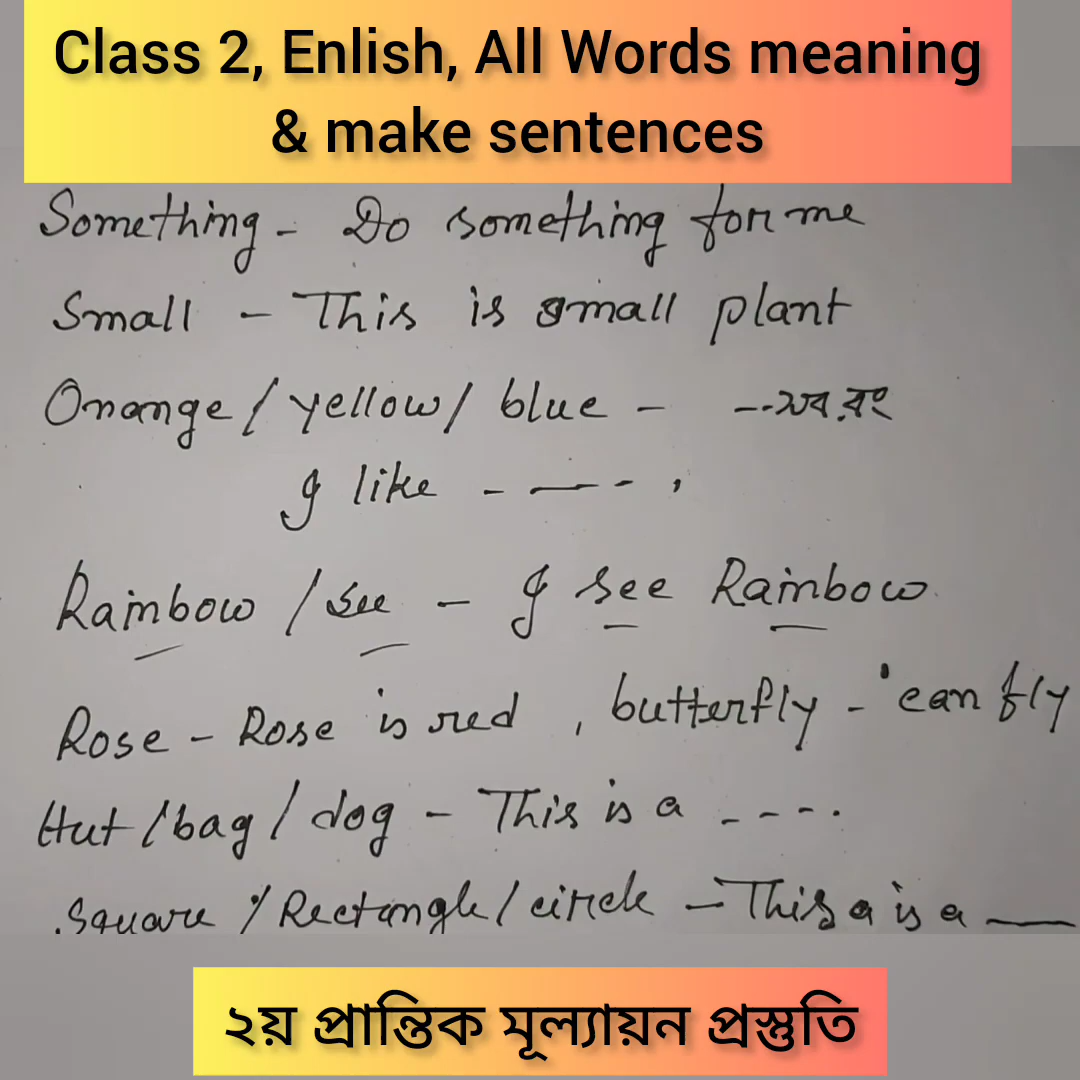 Class 2, Enlish, All Words meaning
& make sentences
Something - Do something for me
Small - This is small plant
Orange / yellow / blue - --সব রং
I like - — - - ,
Rainbow / see - I see Rainbow
Rose - Rose is red , butterfly - can fly
Hut / bag / dog - This is a - - - .
Square / Rectangle / circle - This a is a —
২য় প্রান্তিক মূল্যায়ন প্রস্তুতি